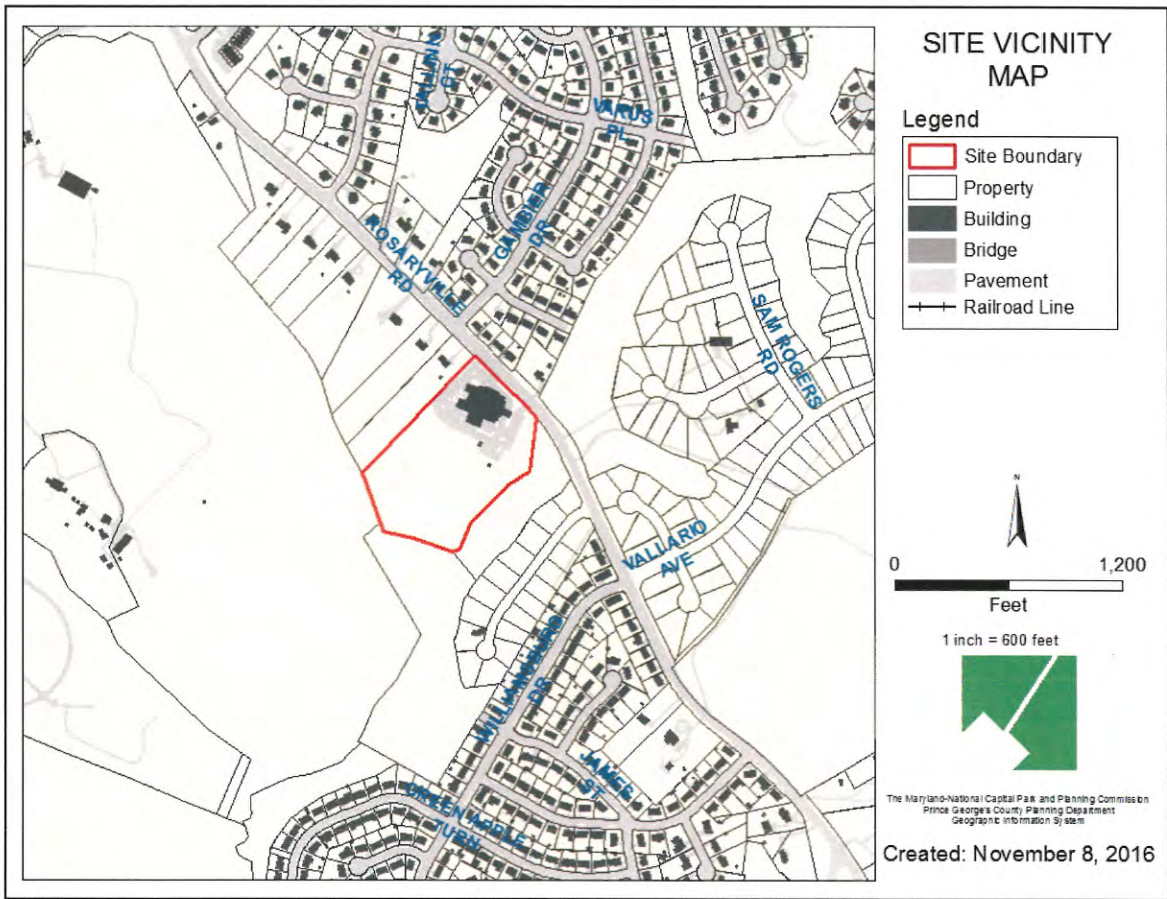 SITE VICINITY
MAP
Legend
Site Boundary
Property
Building
Bridge
Pavement
Railroad Line
N
0 1,200
Feet
1 inch = 600 feet
The Maryland-National Capital Park and Planning Commission
Prince George's County Planning Department
Geographic Information System
Created: November 8, 2016
TALLINN
CT
VARUS
PL
GAMBIER
DR
ROSARYVILLE
RD
SAM ROGERS
RD
VALLARIO
AVE
WILLIAMSBURG
DR
JAMES
ST
GREEN APPLE
TURN